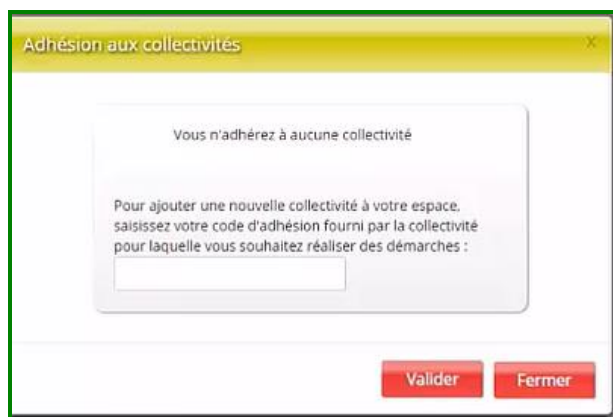 Adhésion aux collectivités
x
Vous n'adhérez à aucune collectivité
Pour ajouter une nouvelle collectivité à votre espace,
saisissez votre code d'adhésion fourni par la collectivité
pour laquelle vous souhaitez réaliser des démarches :
Valider
Fermer